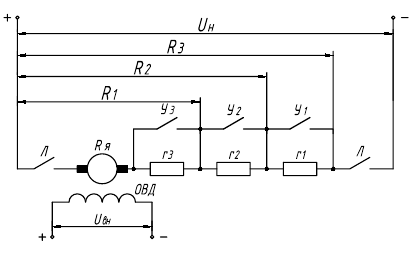 + −
Uн
R3
R2
R1
У3 У2 У1
Л Rя r3 r2 r1 Л
ОВД
Uвн
+ −